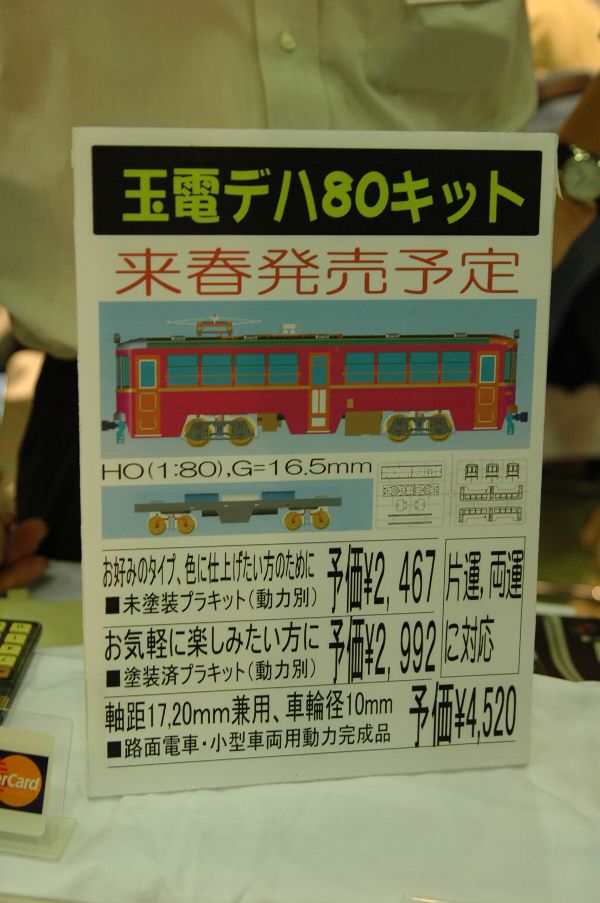 玉電デハ80キット
来春発売予定
HO(1:80),G=16.5mm
お好みのタイプ、色に仕上げたい方のために
■未塗装プラキット(動力別)
予価¥2,467
お気軽に楽しみたい方に
■塗装済プラキット(動力別)
予価¥2,992
片運,両運
に対応
軸距17,20mm兼用、車輪径10mm
■路面電車・小型車両用動力完成品
予価¥4,520
erCard